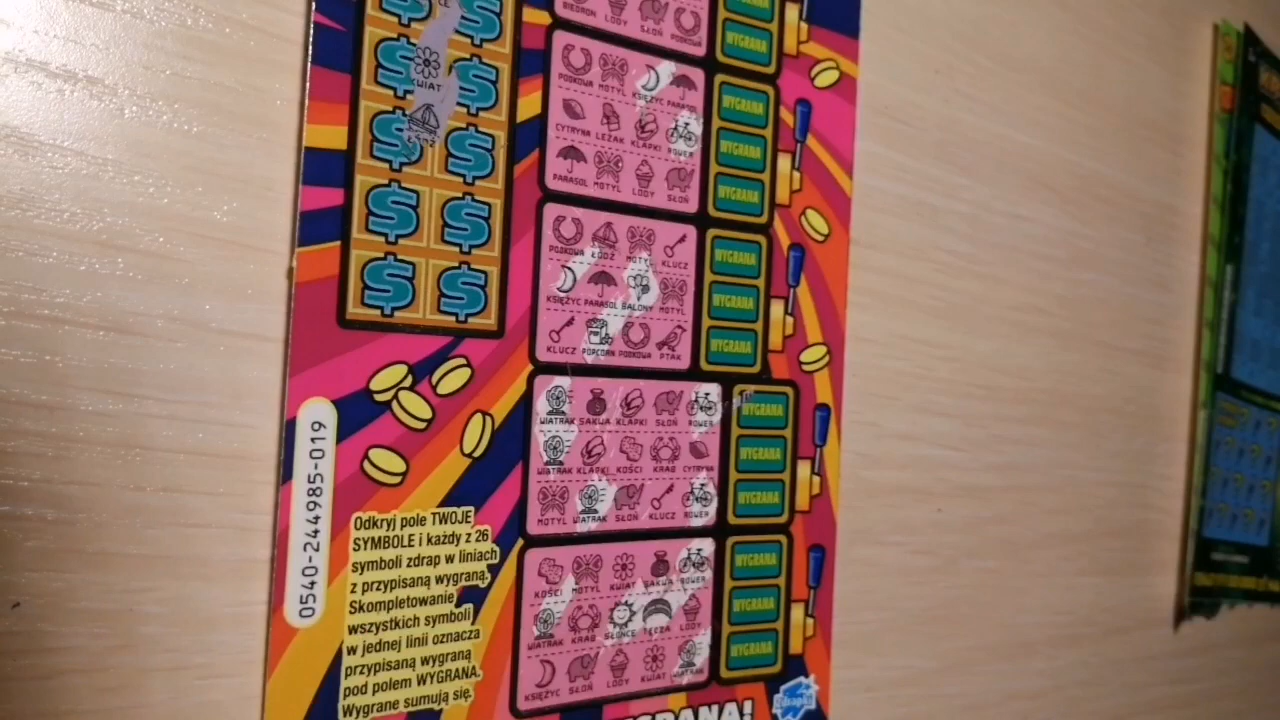 KWIAT
ŁÓDŹ
BIEDRON LODY SŁOŃ PODKOWA
WYGRANA
PODKOWA MOTYL KSIĘŻYC PARASOL
CYTRYNA LEŻAK KLAPKI ROWER
PARASOL MOTYL LODY SŁOŃ
WYGRANA
WYGRANA
WYGRANA
PODKOWA ŁÓDŹ MOTYL KLUCZ
KSIĘŻYC PARASOL BALONY MOTYL
KLUCZ POPCORN PODKOWA PTAK
WYGRANA
WYGRANA
WYGRANA
WIATRAK SAKWA KLAPKI SŁOŃ ROWER
WIATRAK KLAPKI KOŚCI KRAB CYTRYNA
MOTYL WIATRAK SŁOŃ KLUCZ ROWER
WYGRANA
WYGRANA
WYGRANA
KOŚCI MOTYL KWIAT SAKWA ROWER
WIATRAK KRAB SŁOŃCE TĘCZA LODY
KSIĘŻYC SŁOŃ LODY KWIAT WIATRAK
WYGRANA
WYGRANA
WYGRANA
0540-244985-019
Odkryj pole TWOJE
SYMBOLE i każdy z 26
symboli zdrap w liniach
z przypisaną wygraną.
Skompletowanie
wszystkich symboli
w jednej linii oznacza
przypisaną wygraną
pod polem WYGRANA.
Wygrane sumują się.
zdrapki